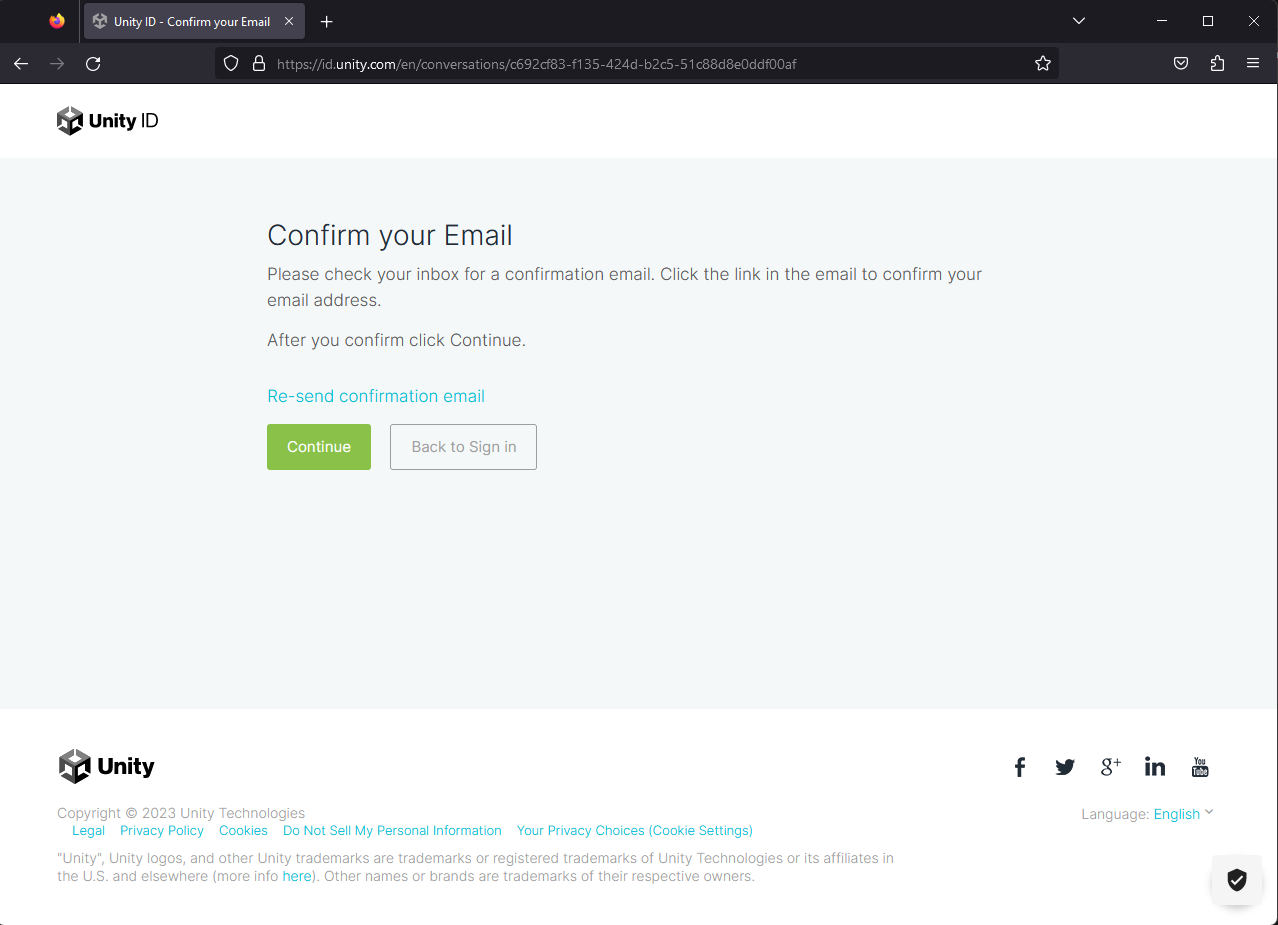 Unity ID - Confirm your Email
https://id.unity.com/en/conversations/c692cf83-f135-424d-b2c5-51c88d8e0ddf00af
Unity ID
Confirm your Email
Please check your inbox for a confirmation email. Click the link in the email to confirm your
email address.
After you confirm click Continue.
Re-send confirmation email
Continue Back to Sign in
Unity
f g+ in You Tube
Copyright © 2023 Unity Technologies
Language: English
Legal Privacy Policy Cookies Do Not Sell My Personal Information Your Privacy Choices (Cookie Settings)
"Unity", Unity logos, and other Unity trademarks are trademarks or registered trademarks of Unity Technologies or its affiliates in
the U.S. and elsewhere (more info here). Other names or brands are trademarks of their respective owners.